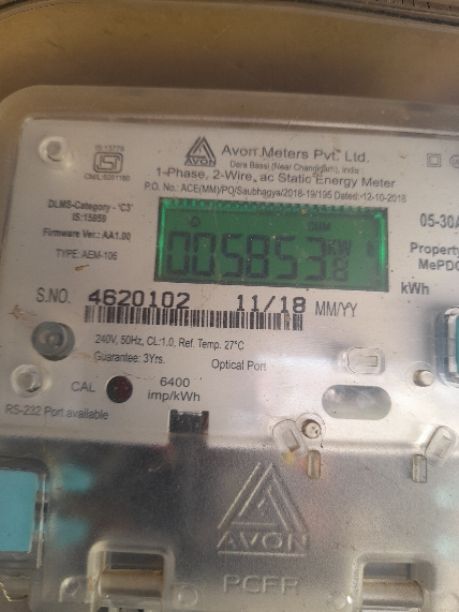 IS 13779
AVON
Avon Meters Pvt. Ltd.
Dera Bassi (Near Chandigarh), India
1-Phase, 2-Wire, ac Static Energy Meter
P.O. No.: ACE(MM)/PO/Saubhagya/2018-19/195 Dated:-12-10-2018
DLMS-Category - 'C3'
IS:15959
Firmware Ver.: AA1.00
TYPE: AEM-106
CUM
005853
05-30A
Property
MePDC
kWh
S.NO. 4620102 11/18 MM/YY
240V, 50Hz, CL:1.0, Ref. Temp. 27°C
Guarantee: 3Yrs.
Optical Port
CAL
6400
imp/kWh
RS-232 Port available
AVON